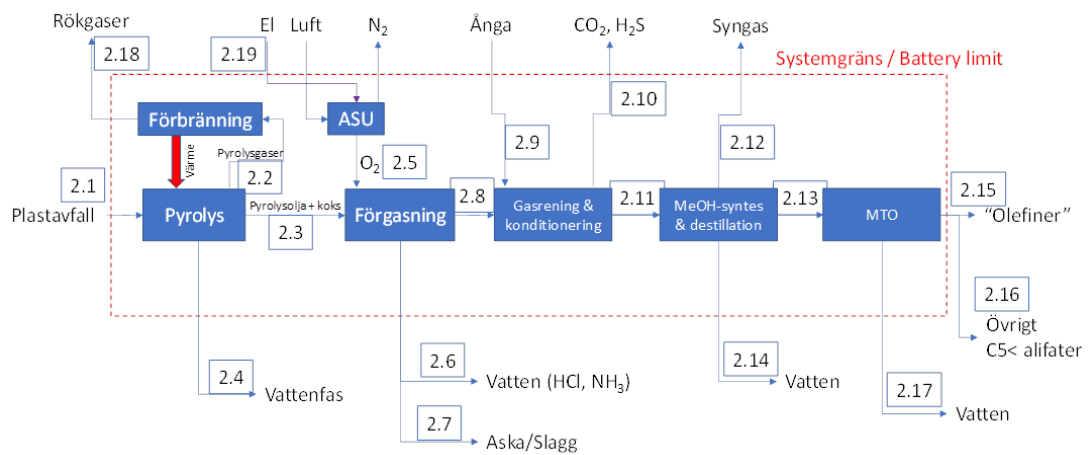 Rökgaser
El
Luft
N₂
Ånga
CO₂, H₂S
Syngas
2.18
2.19
Systemgräns / Battery limit
2.10
Förbränning
ASU
2.12
Värme
Pyrolysgaser
2.2
O₂
2.5
2.9
2.1
2.8
2.11
2.13
2.15
Plastavfall
Pyrolys
Pyrolysolja + koks
2.3
Förgasning
Gasrening &
konditionering
MeOH-syntes
& destillation
MTO
“Olefiner”
2.16
Övrigt
C5< alifater
2.4
Vattenfas
2.6
Vatten (HCl, NH₃)
2.14
Vatten
2.17
Vatten
2.7
Aska/Slagg